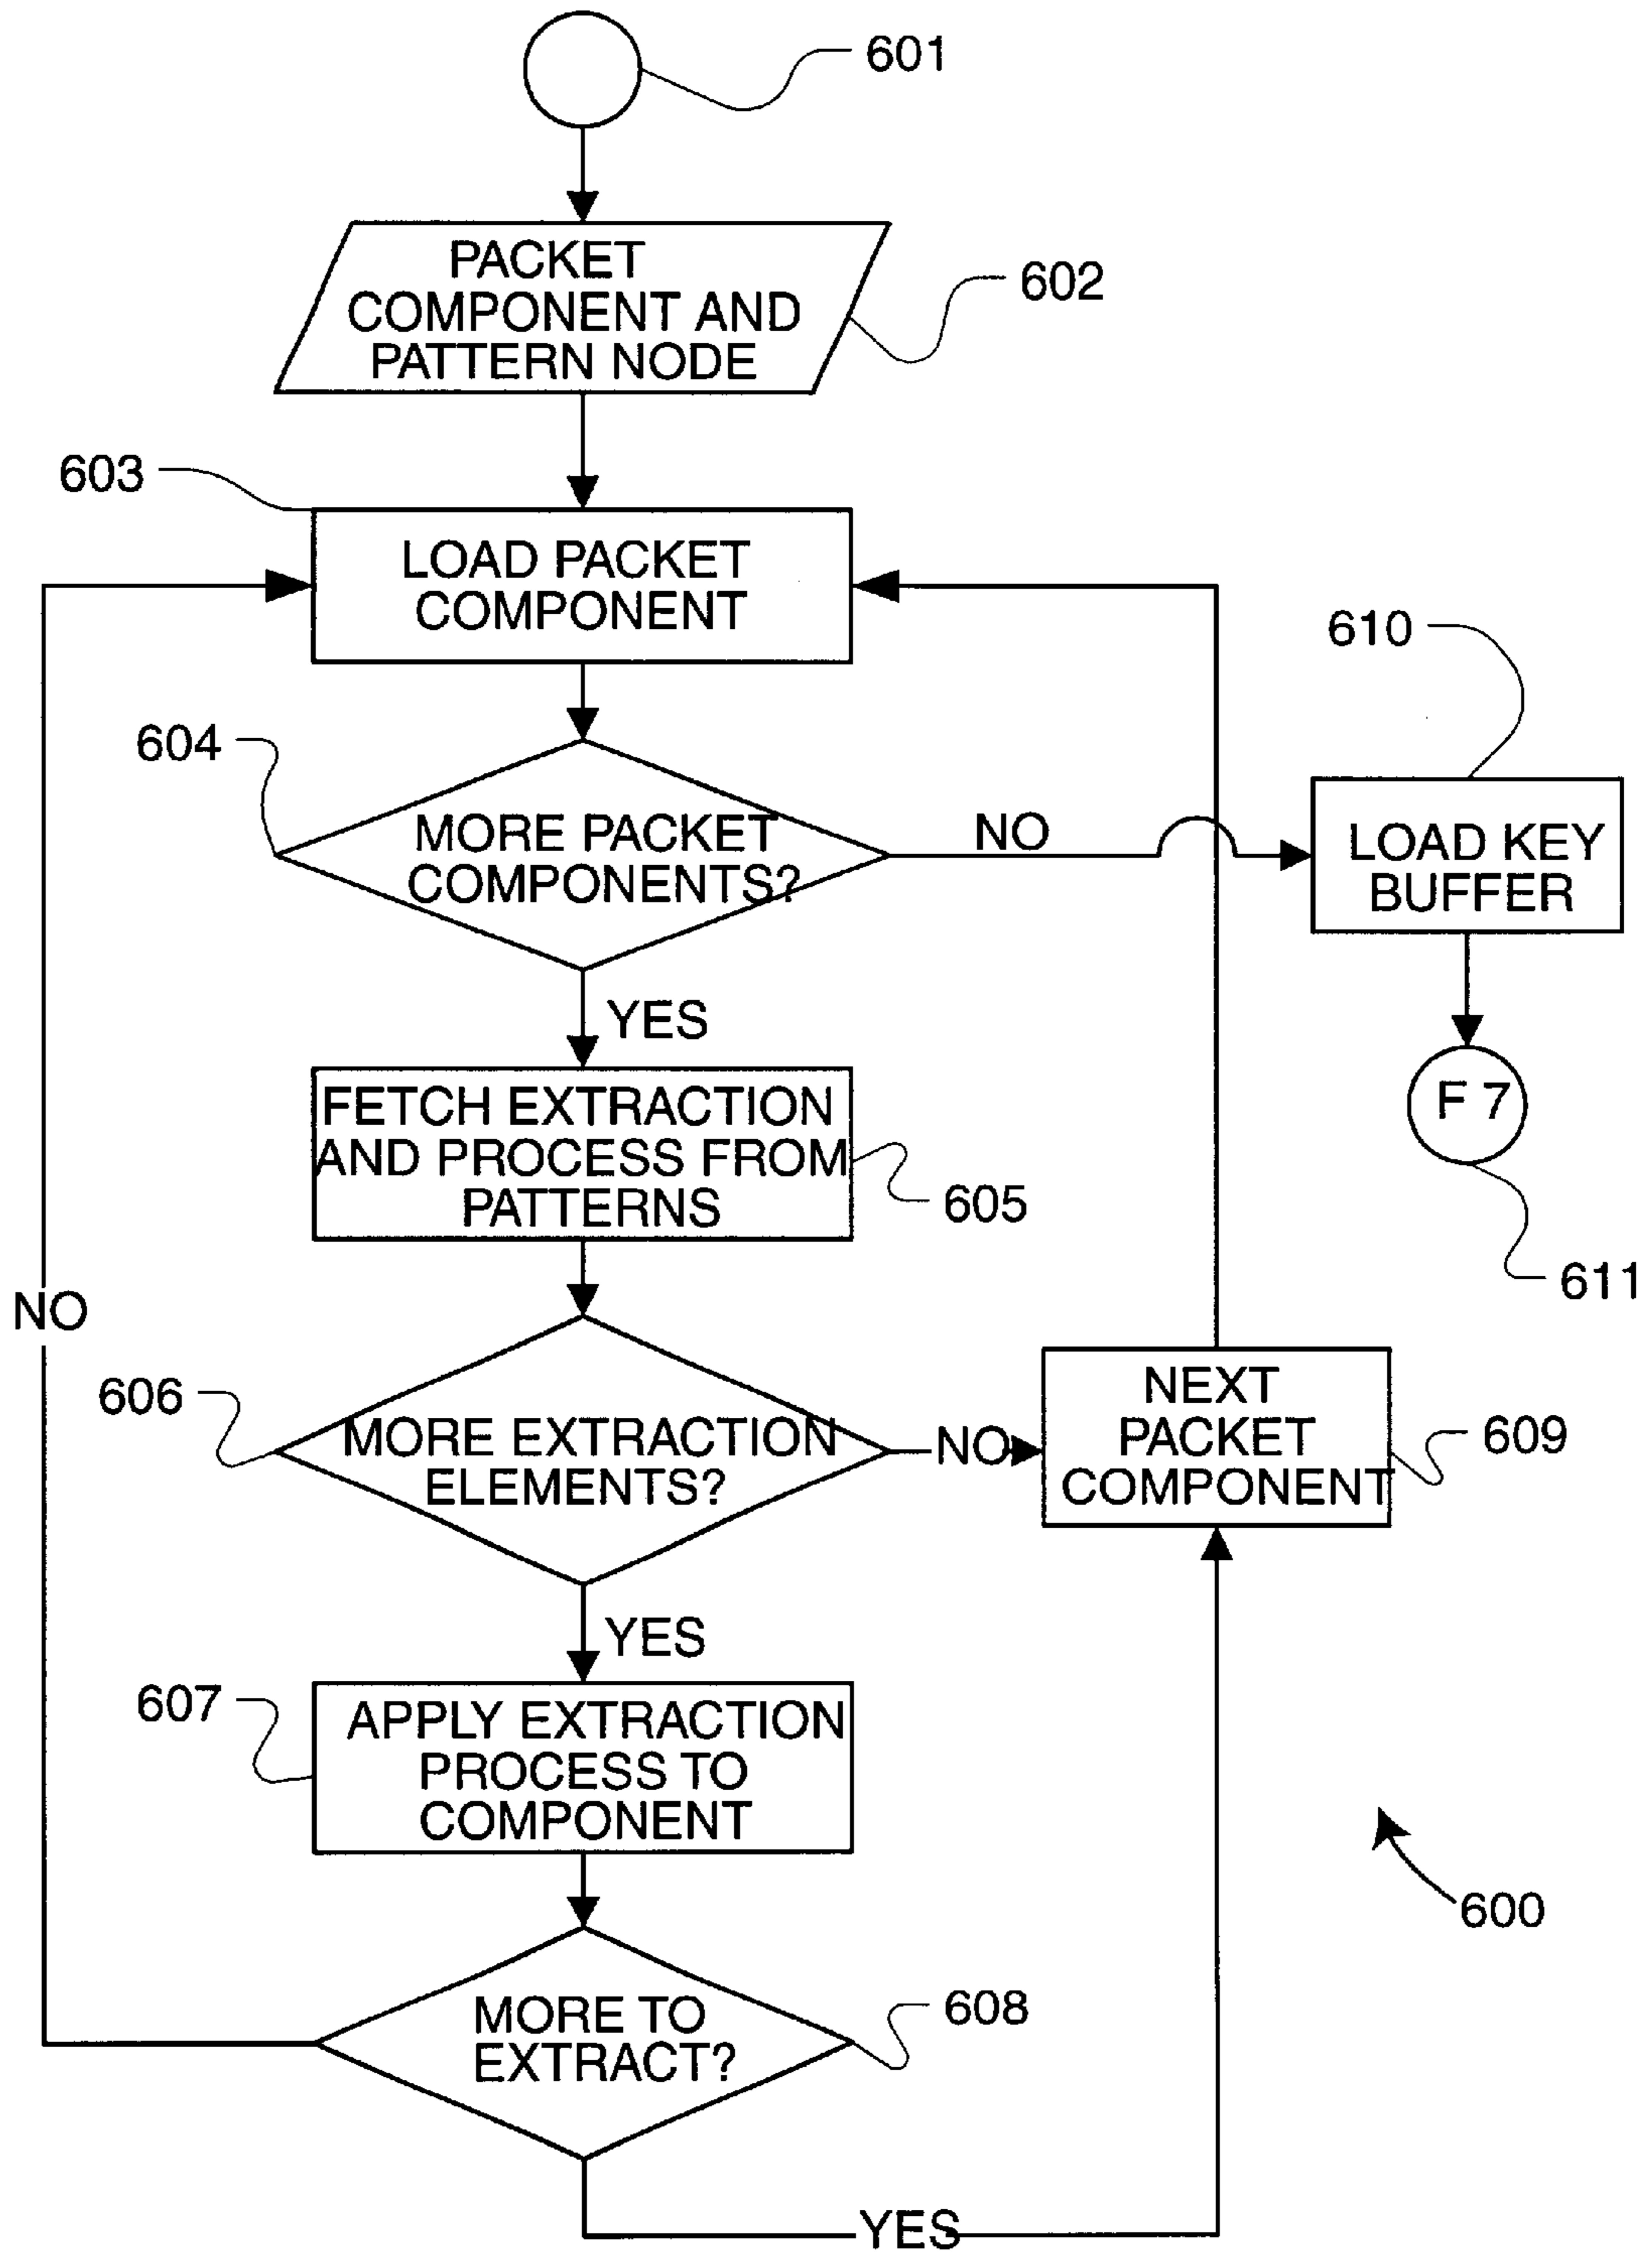 601
PACKET
COMPONENT AND
PATTERN NODE
602
603
LOAD PACKET
COMPONENT
610
604
MORE PACKET
COMPONENTS?
NO
LOAD KEY
BUFFER
YES
FETCH EXTRACTION
AND PROCESS FROM
PATTERNS
605
F 7
611
NO
606
MORE EXTRACTION
ELEMENTS?
NO
NEXT
PACKET
COMPONENT
609
YES
607
APPLY EXTRACTION
PROCESS TO
COMPONENT
600
MORE TO
EXTRACT?
608
YES